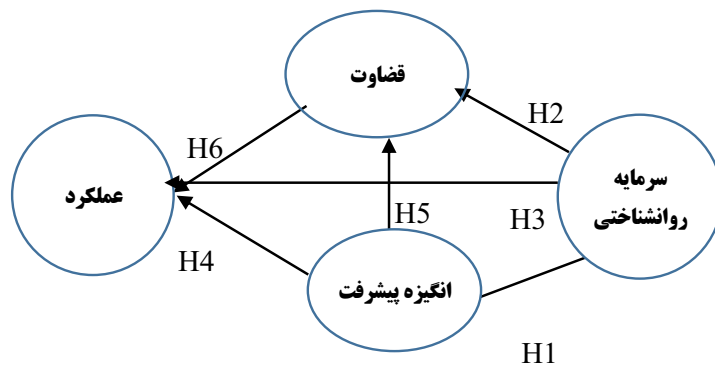 قضاوت
H2
H6
سرمایه
روانشناختی
عملکرد
H5
H3
H4
انگیزه پیشرفت
H1